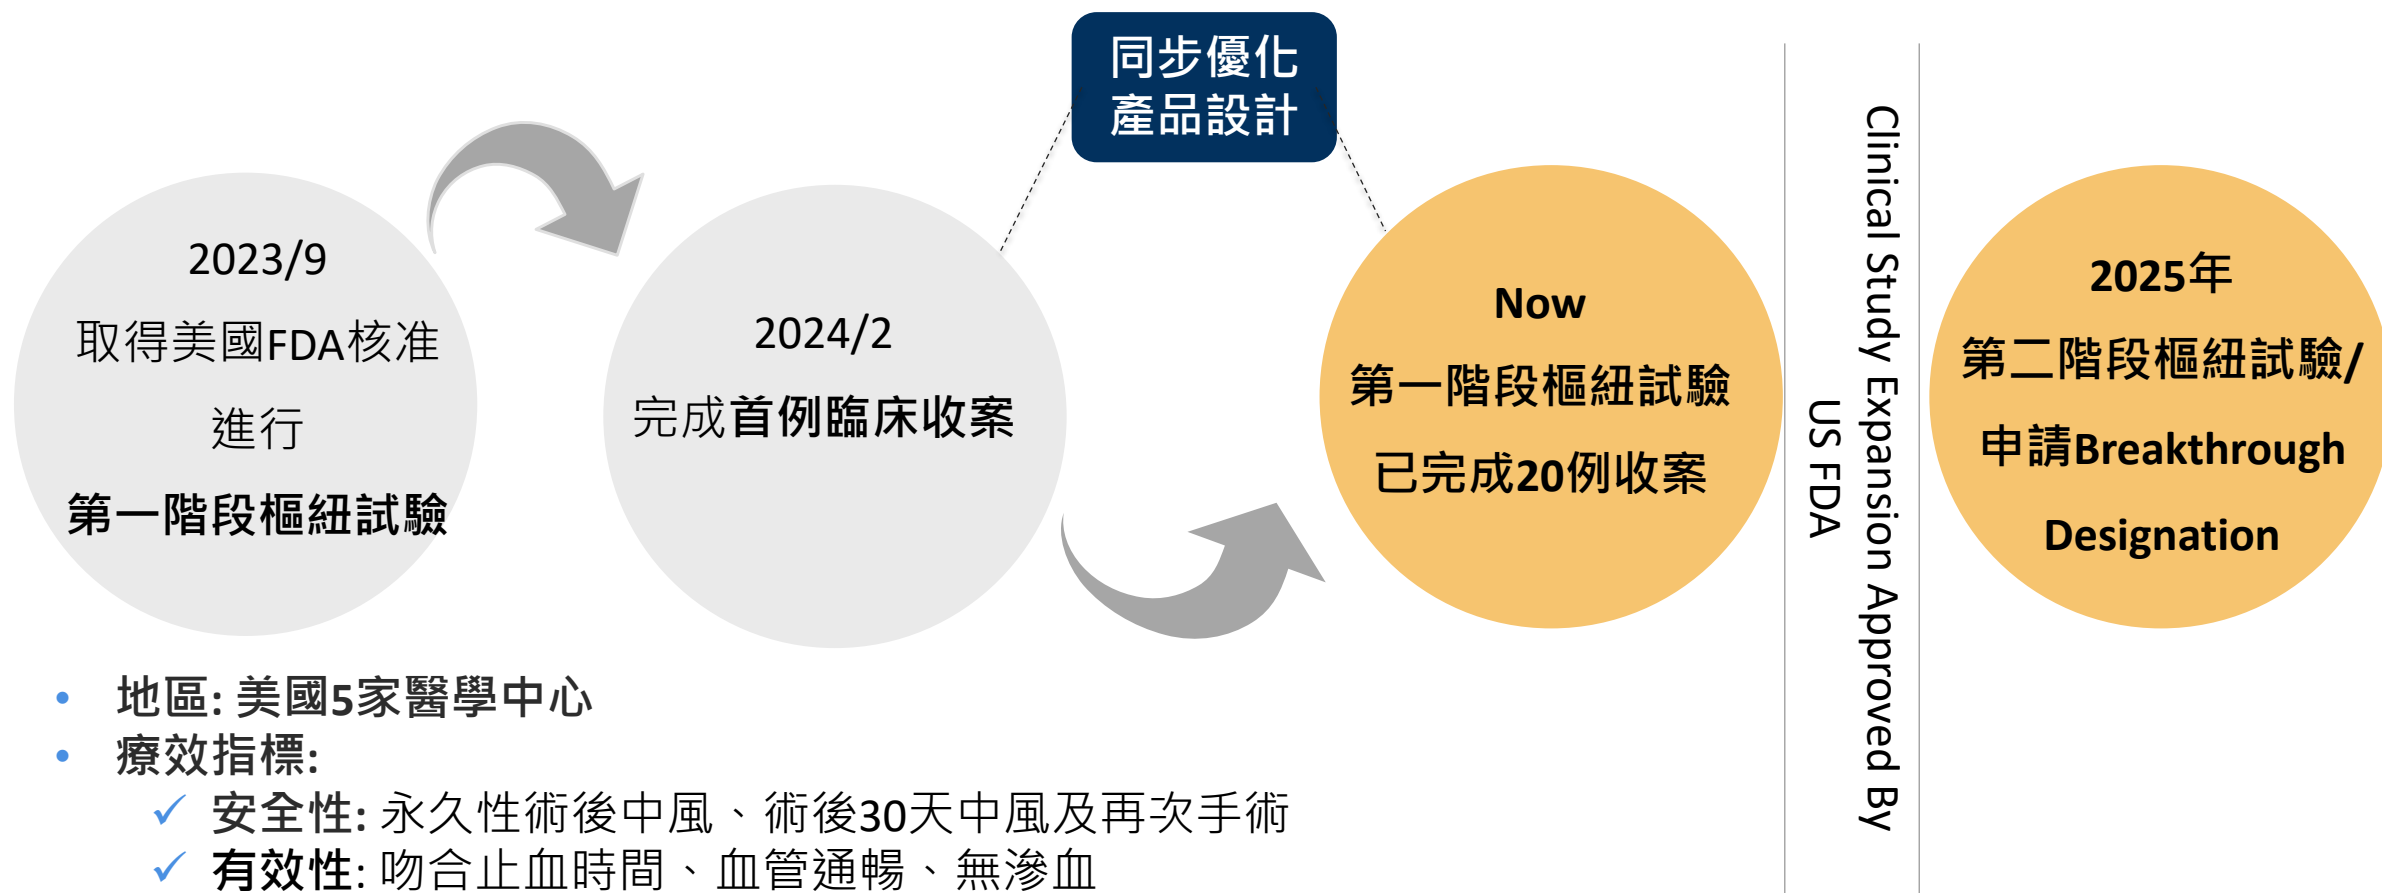 同步優化
產品設計
2023/9
取得美國FDA核准
進行
第一階段樞紐試驗
2024/2
完成首例臨床收案
Now
第一階段樞紐試驗
已完成20例收案
Clinical Study Expansion Approved By
US FDA
2025年
第二階段樞紐試驗/
申請Breakthrough
Designation
• 地區: 美國5家醫學中心
• 療效指標:
✓ 安全性: 永久性術後中風、術後30天中風及再次手術
✓ 有效性: 吻合止血時間、血管通暢、無滲血